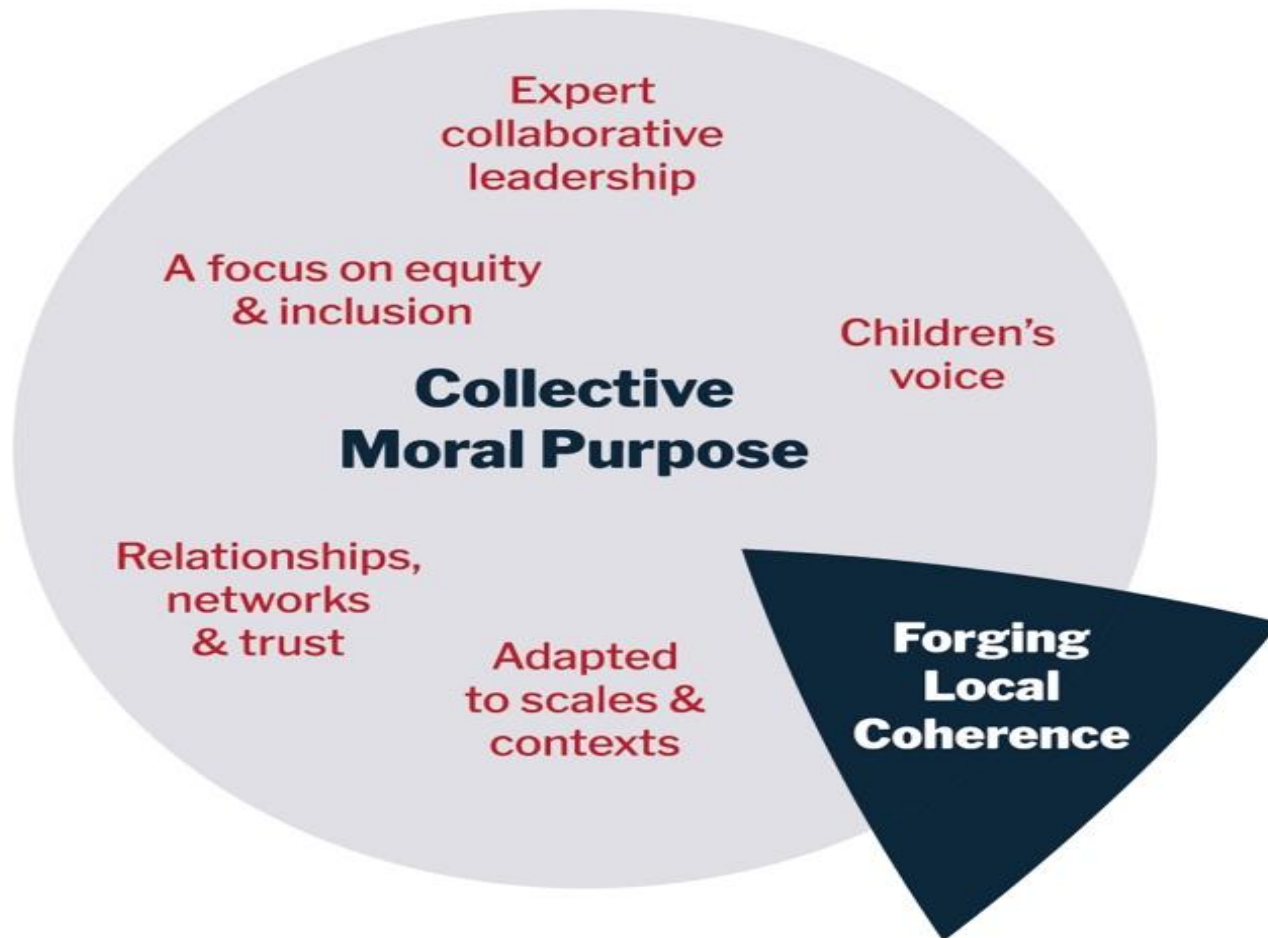 Expert
collaborative
leadership
A focus on equity
& inclusion
Children’s
voice
Collective
Moral Purpose
Relationships,
networks
& trust
Adapted
to scales &
contexts
Forging
Local
Coherence